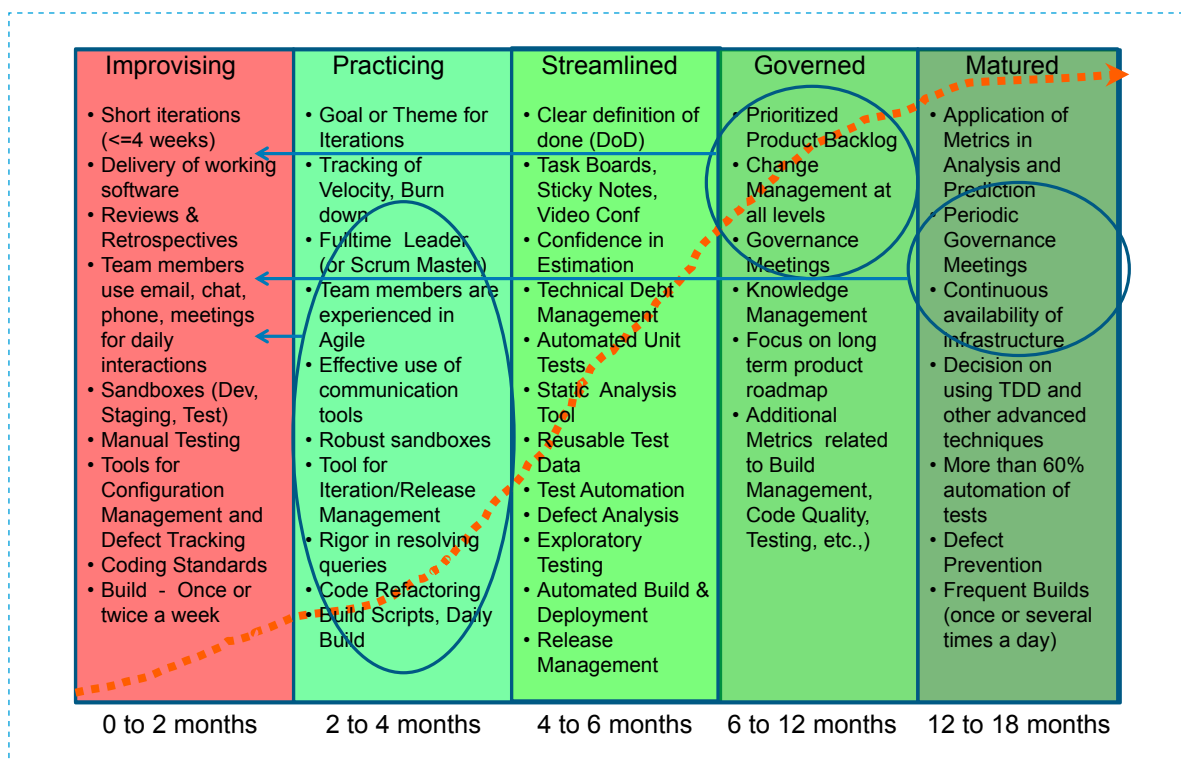 Improvising
• Short iterations
(<=4 weeks)
• Delivery of working
software
• Reviews &
Retrospectives
• Team members
use email, chat,
phone, meetings
for daily
interactions
• Sandboxes (Dev,
Staging, Test)
• Manual Testing
• Tools for
Configuration
Management and
Defect Tracking
• Coding Standards
• Build - Once or
twice a week
0 to 2 months
Practicing
• Goal or Theme for
Iterations
• Tracking of
Velocity, Burn
down
• Fulltime Leader
(or Scrum Master)
• Team members are
experienced in
Agile
• Effective use of
communication
tools
• Robust sandboxes
• Tool for
Iteration/Release
Management
• Rigor in resolving
queries
• Code Refactoring
• Build Scripts, Daily
Build
2 to 4 months
Streamlined
• Clear definition of
done (DoD)
• Task Boards,
Sticky Notes,
Video Conf
• Confidence in
Estimation
• Technical Debt
Management
• Automated Unit
Tests
• Static Analysis
Tool
• Reusable Test
Data
• Test Automation
• Defect Analysis
• Exploratory
Testing
• Automated Build &
Deployment
• Release
Management
4 to 6 months
Governed
• Prioritized
Product Backlog
• Change
Management at
all levels
• Governance
Meetings
• Knowledge
Management
• Focus on long
term product
roadmap
• Additional
Metrics related
to Build
Management,
Code Quality,
Testing, etc.,)
6 to 12 months
Matured
• Application of
Metrics in
Analysis and
Prediction
• Periodic
Governance
Meetings
• Continuous
availability of
infrastructure
• Decision on
using TDD and
other advanced
techniques
• More than 60%
automation of
tests
• Defect
Prevention
• Frequent Builds
(once or several
times a day)
12 to 18 months